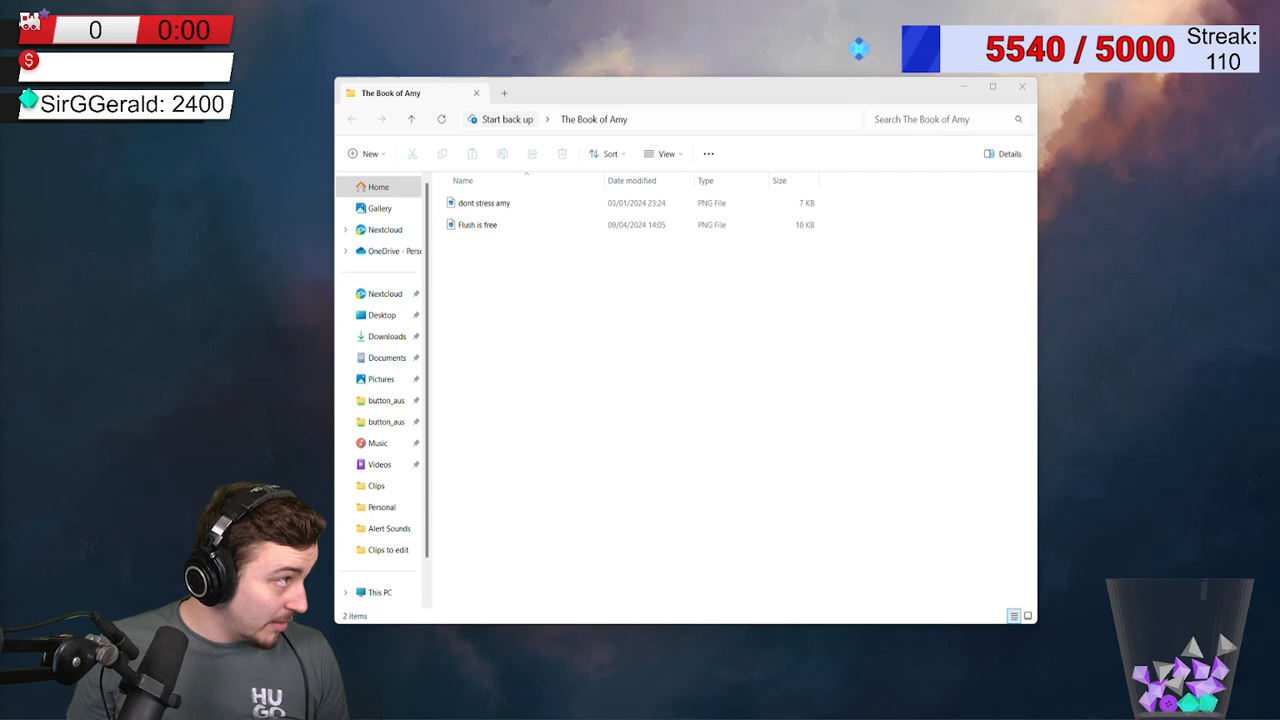 0
0:00
$
SirGGerald: 2400
5540 / 5000
Streak:
110
The Book of Amy
Start back up
The Book of Amy
Search The Book of Amy
New
Sort
View
Details
Name
Date modified
Type
Size
dont stress amy
03/01/2024 23:24
PNG File
7 KB
Flush is free
09/04/2024 14:05
PNG File
10 KB
Home
Gallery
Nextcloud
OneDrive - Perso
Nextcloud
Desktop
Downloads
Documents
Pictures
button_aus
button_aus
Music
Videos
Clips
Personal
Alert Sounds
Clips to edit
This PC
2 items
HU
GO